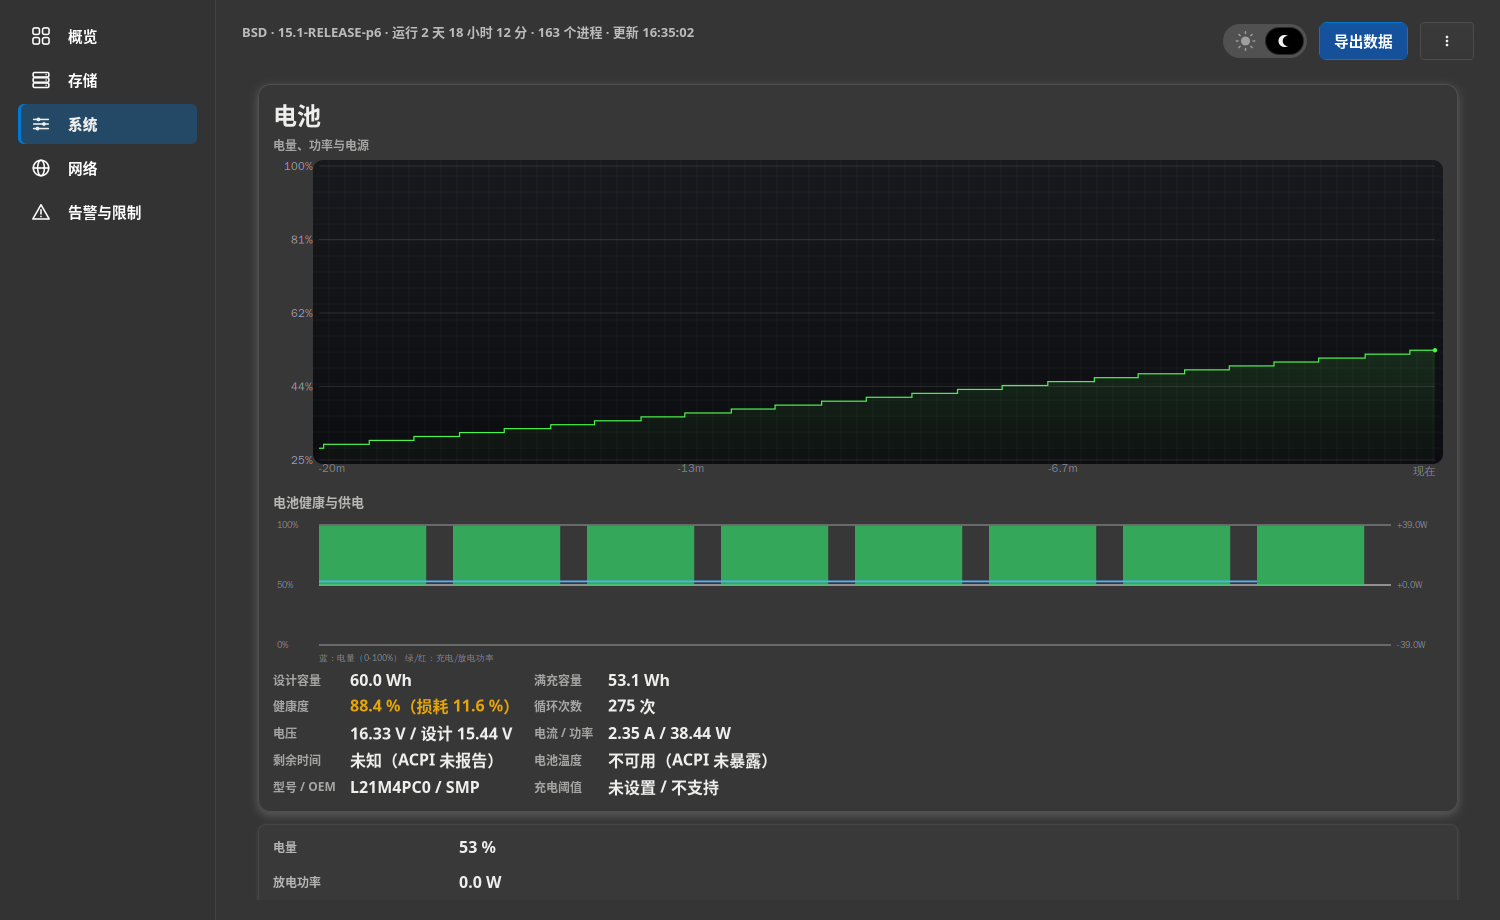 概览
存储
系统
网络
告警与限制
BSD · 15.1-RELEASE-p6 · 运行 2 天 18 小时 12 分 · 163 个进程 · 更新 16:35:02
导出数据
电池
电量、功率与电源
100%
81%
62%
44%
25%
-20m -13m -6.7m 现在
电池健康与供电
100% +39.0W
50% +0.0W
0% -39.0W
蓝：电量（0-100%） 绿/红：充电/放电功率
设计容量 60.0 Wh 满充容量 53.1 Wh
健康度 88.4 %（损耗 11.6 %） 循环次数 275 次
电压 16.33 V / 设计 15.44 V 电流 / 功率 2.35 A / 38.44 W
剩余时间 未知（ACPI 未报告） 电池温度 不可用（ACPI 未暴露）
型号 / OEM L21M4PC0 / SMP 充电阈值 未设置 / 不支持
电量 53 %
放电功率 0.0 W